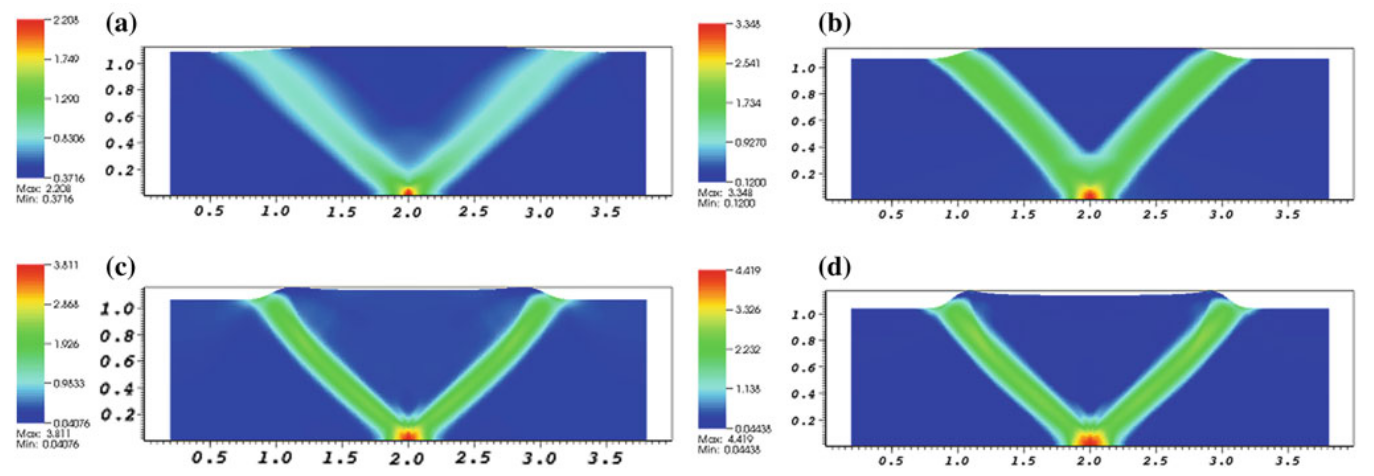 (a)
2.208
1.749
1.290
0.8306
0.3716
Max: 2.208
Min: 0.3716
1.0
0.8
0.6
0.4
0.2
0.5 1.0 1.5 2.0 2.5 3.0 3.5
(b)
3.348
2.541
1.734
0.9270
0.1200
Max: 3.348
Min: 0.1200
1.0
0.8
0.6
0.4
0.2
0.5 1.0 1.5 2.0 2.5 3.0 3.5
(c)
3.811
2.868
1.926
0.9833
0.04076
Max: 3.811
Min: 0.04076
1.0
0.8
0.6
0.4
0.2
0.5 1.0 1.5 2.0 2.5 3.0 3.5
(d)
4.419
3.326
2.232
1.138
0.04438
Max: 4.419
Min: 0.04438
1.0
0.8
0.6
0.4
0.2
0.5 1.0 1.5 2.0 2.5 3.0 3.5